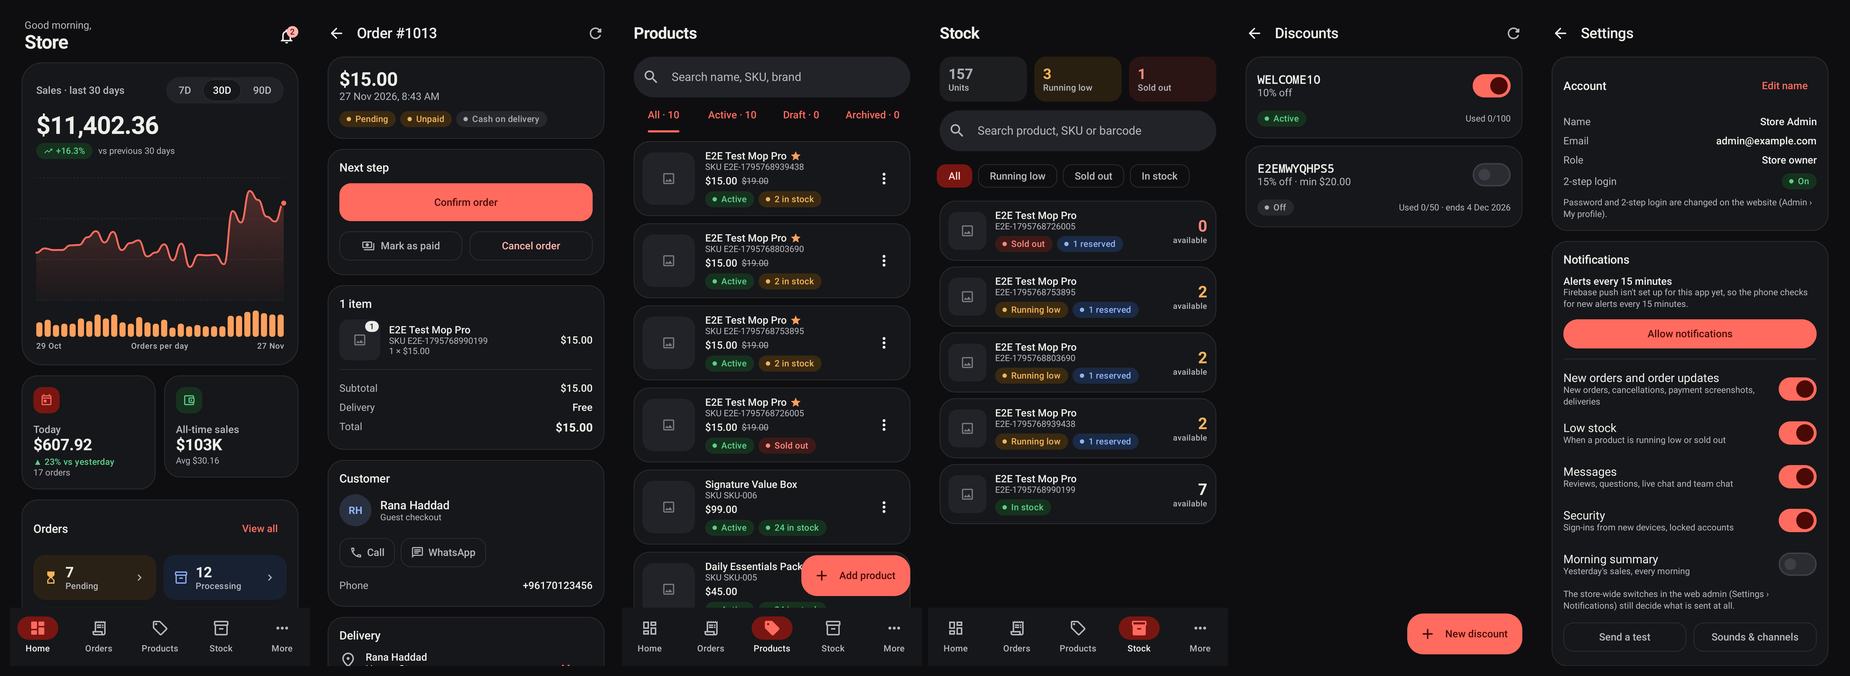 Good morning,
Store
2
Sales · last 30 days
7D
30D
90D
$11,402.36
+16.3%
vs previous 30 days
29 Oct
Orders per day
27 Nov
Today
$607.92
▲ 23% vs yesterday
17 orders
All-time sales
$103K
Avg $30.16
Orders
View all
7
Pending
12
Processing
Home
Orders
Products
Stock
More
Order #1013
$15.00
27 Nov 2026, 8:43 AM
Pending
Unpaid
Cash on delivery
Next step
Confirm order
Mark as paid
Cancel order
1 item
1
E2E Test Mop Pro
SKU E2E-1795768990199
1 × $15.00
$15.00
Subtotal
$15.00
Delivery
Free
Total
$15.00
Customer
RH
Rana Haddad
Guest checkout
Call
WhatsApp
Phone
+96170123456
Delivery
Rana Haddad
Products
Search name, SKU, brand
All · 10
Active · 10
Draft · 0
Archived · 0
E2E Test Mop Pro
SKU E2E-1795768939438
$15.00 $19.00
Active
2 in stock
E2E Test Mop Pro
SKU E2E-1795768803690
$15.00 $19.00
Active
2 in stock
E2E Test Mop Pro
SKU E2E-1795768753895
$15.00 $19.00
Active
2 in stock
E2E Test Mop Pro
SKU E2E-1795768726005
$15.00 $19.00
Active
Sold out
Signature Value Box
SKU SKU-006
$99.00
Active
24 in stock
Daily Essentials Pack
SKU SKU-005
$45.00
Add product
Home
Orders
Products
Stock
More
Stock
157
Units
3
Running low
1
Sold out
Search product, SKU or barcode
All
Running low
Sold out
In stock
E2E Test Mop Pro
E2E-1795768726005
Sold out
1 reserved
0
available
E2E Test Mop Pro
E2E-1795768753895
Running low
1 reserved
2
available
E2E Test Mop Pro
E2E-1795768803690
Running low
1 reserved
2
available
E2E Test Mop Pro
E2E-1795768939438
Running low
1 reserved
2
available
E2E Test Mop Pro
E2E-1795768990199
In stock
7
available
Home
Orders
Products
Stock
More
Discounts
WELCOME10
10% off
Active
Used 0/100
E2EMWYQHPS5
15% off · min $20.00
Off
Used 0/50 · ends 4 Dec 2026
New discount
Settings
Account
Edit name
Name
Store Admin
Email
admin@example.com
Role
Store owner
2-step login
On
Password and 2-step login are changed on the website (Admin ›
My profile).
Notifications
Alerts every 15 minutes
Firebase push isn't set up for this app yet, so the phone checks
for new alerts every 15 minutes.
Allow notifications
New orders and order updates
New orders, cancellations, payment screenshots,
deliveries
Low stock
When a product is running low or sold out
Messages
Reviews, questions, live chat and team chat
Security
Sign-ins from new devices, locked accounts
Morning summary
Yesterday's sales, every morning
The store-wide switches in the web admin (Settings ›
Notifications) still decide what is sent at all.
Send a test
Sounds & channels